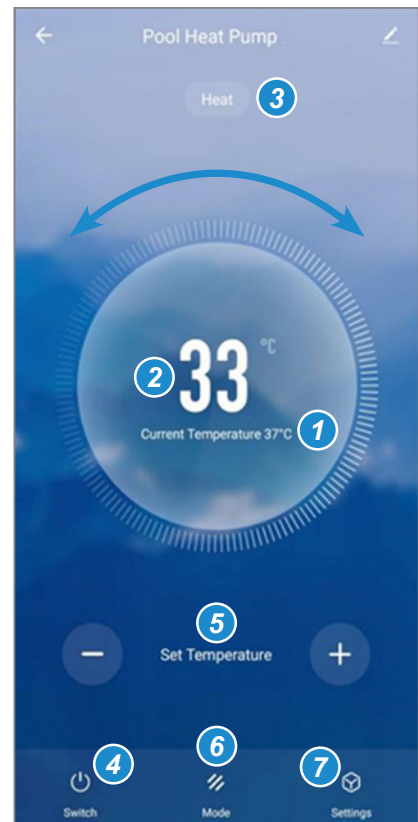 Pool Heat Pump
Heat 3
2 33 °C
Current Temperature 37°C 1
5
Set Temperature
4 6 7
Switch Mode Settings